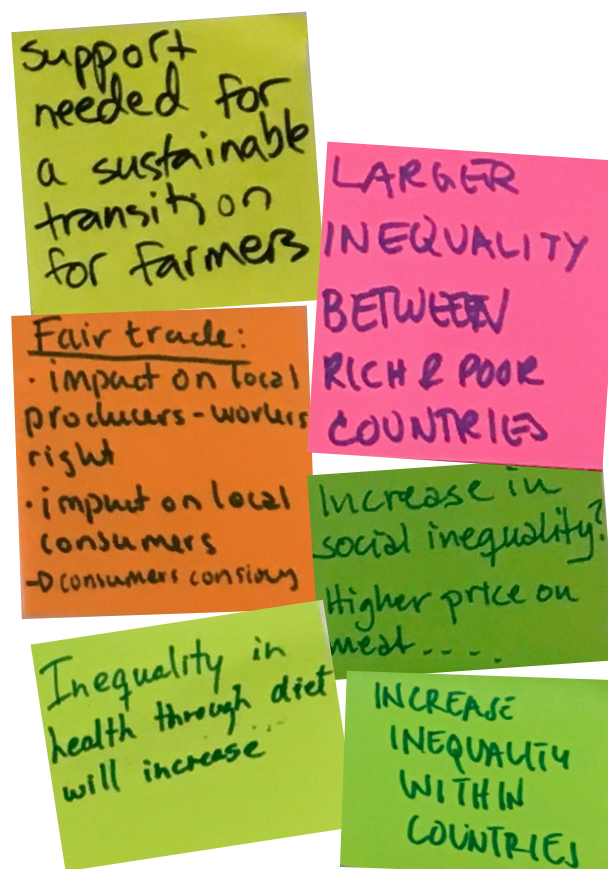 Support
needed for
a sustainable
transition
for farmers
LARGER
INEQUALITY
BETWEEN
RICH & POOR
COUNTRIES
Fair trade:
· impact on local
producers - workers
right
· impact on local
consumers
→ consumers
Increase in
social inequality?
Higher price on
meat....
Inequality in
health through diet
will increase...
INCREASE
INEQUALITY
WITHIN
COUNTRIES